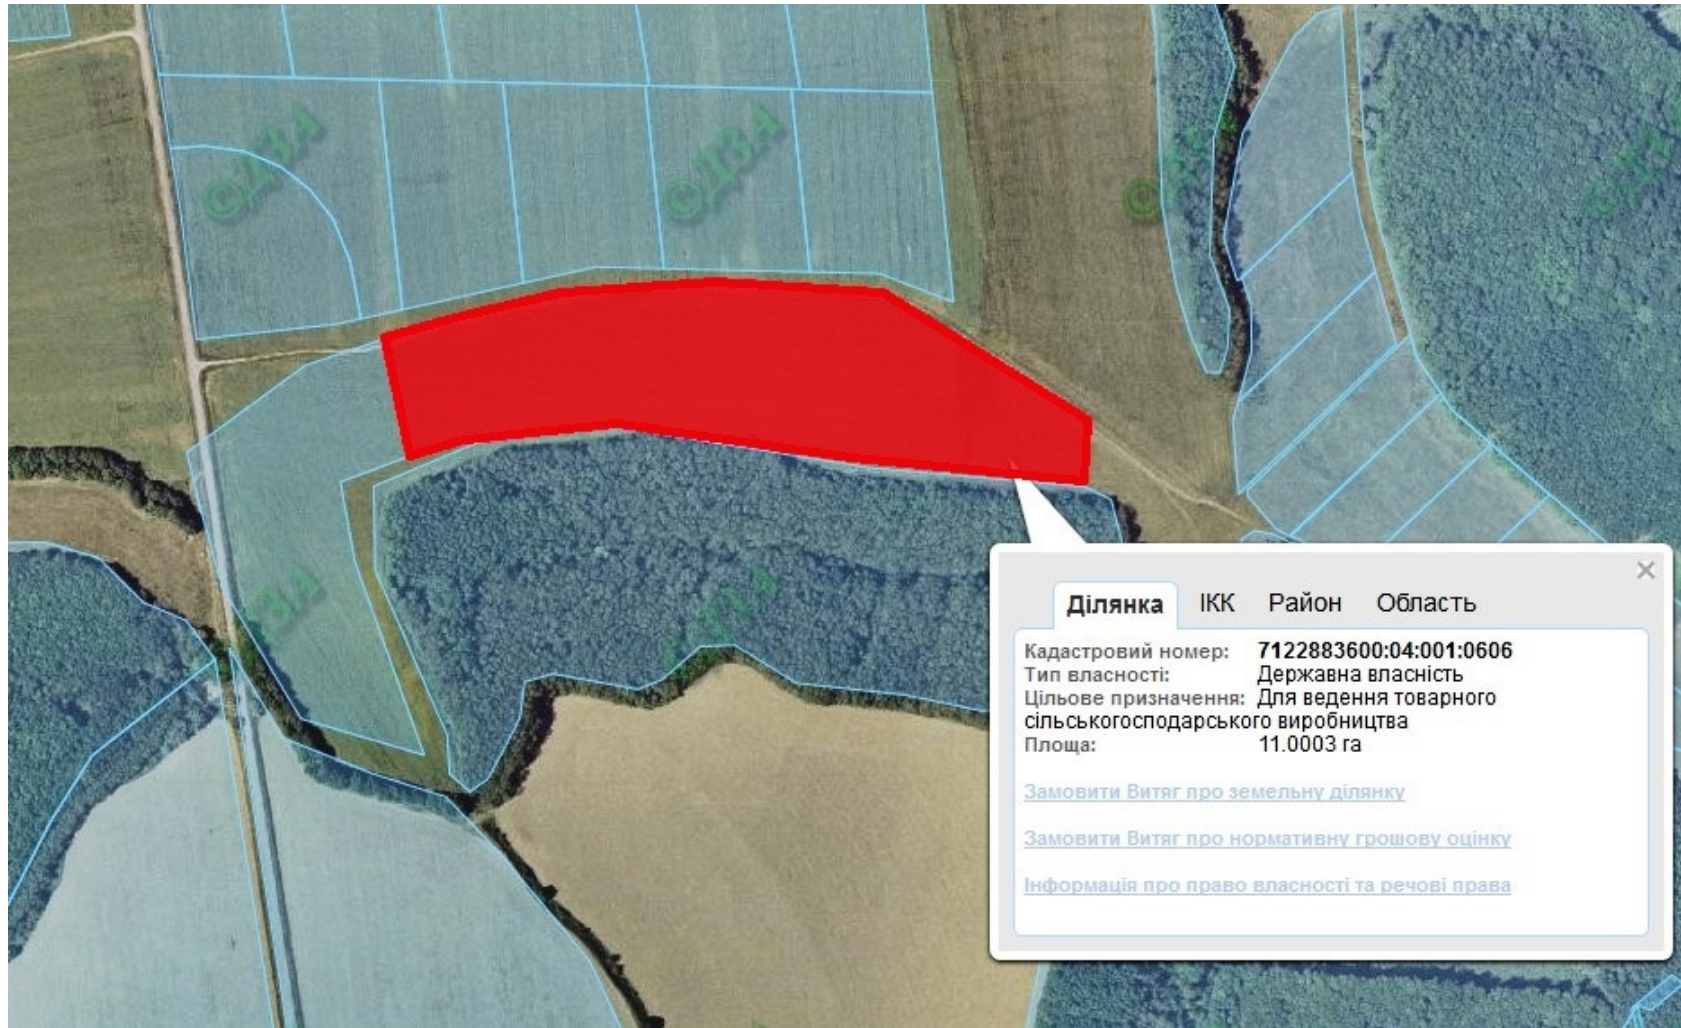 ©ДЗА
©ДЗА
×
Ділянка ІКК Район Область
Кадастровий номер: 7122883600:04:001:0606
Тип власності: Державна власність
Цільове призначення: Для ведення товарного
сільськогосподарського виробництва
Площа: 11.0003 га
Замовити Витяг про земельну ділянку
Замовити Витяг про нормативну грошову оцінку
Інформація про право власності та речові права